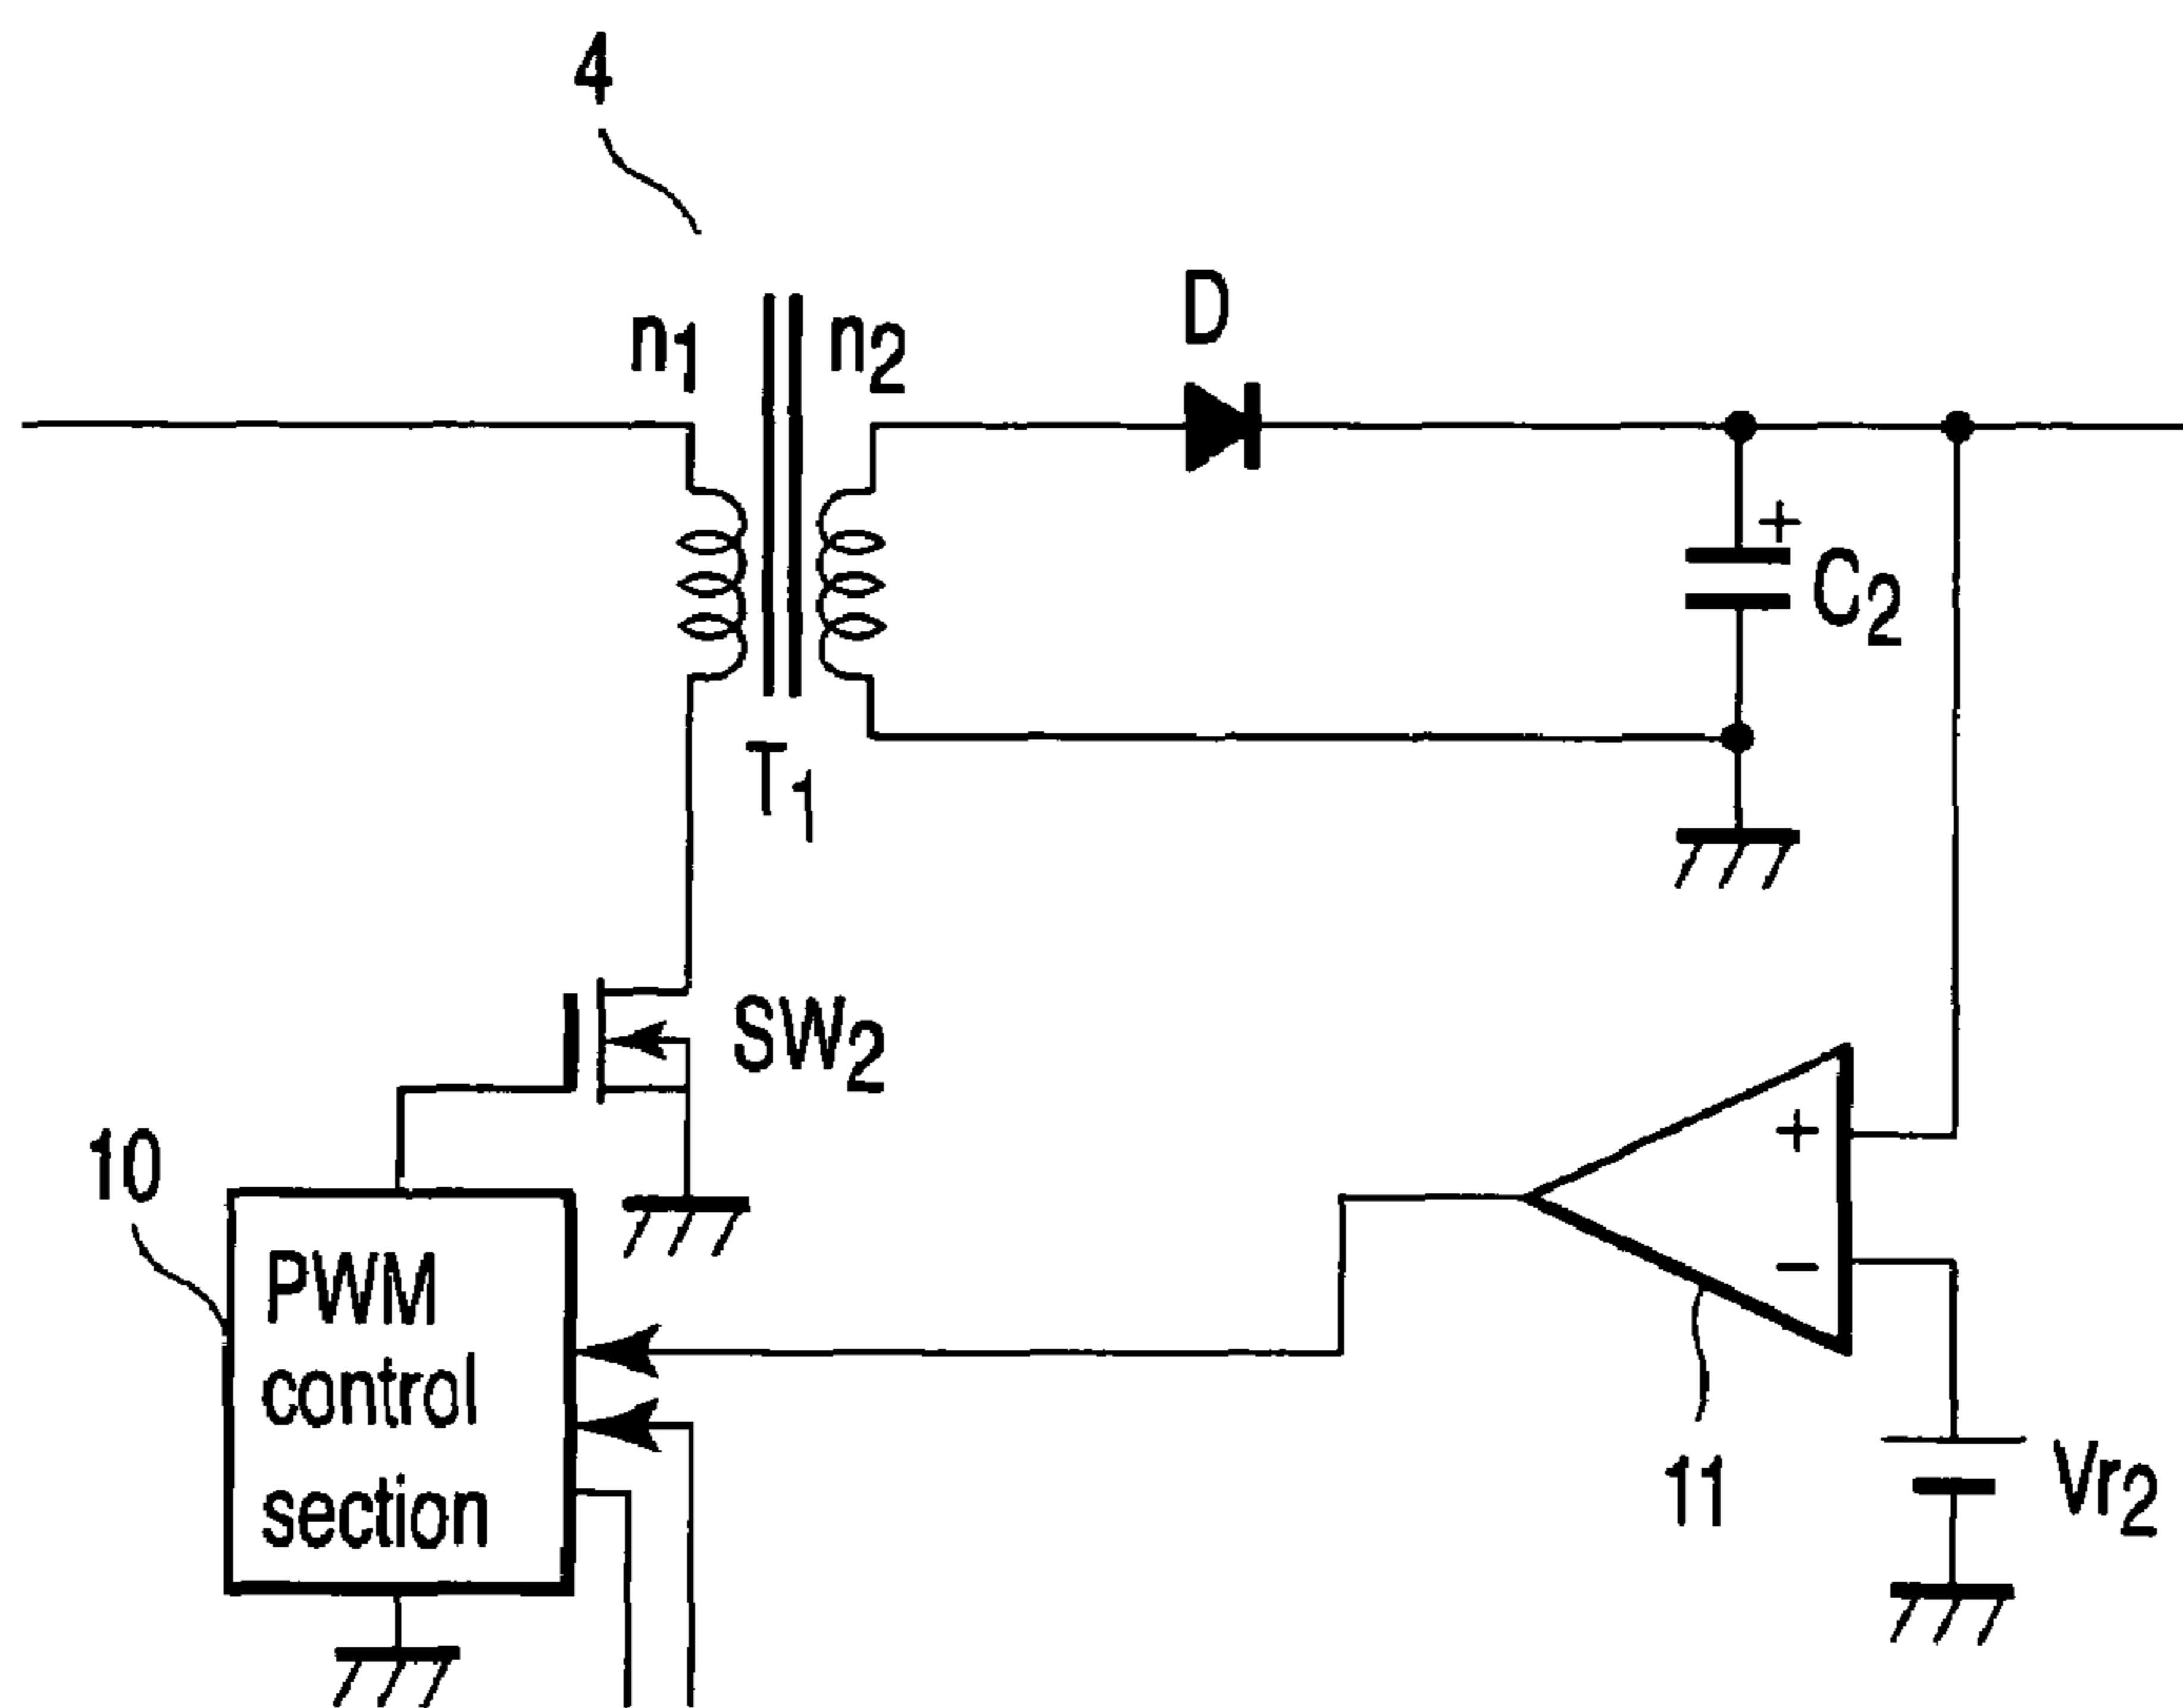 4
n1
n2
D
+
C2
T1
SW2
10
+
−
PWM
control
section
11
Vr2